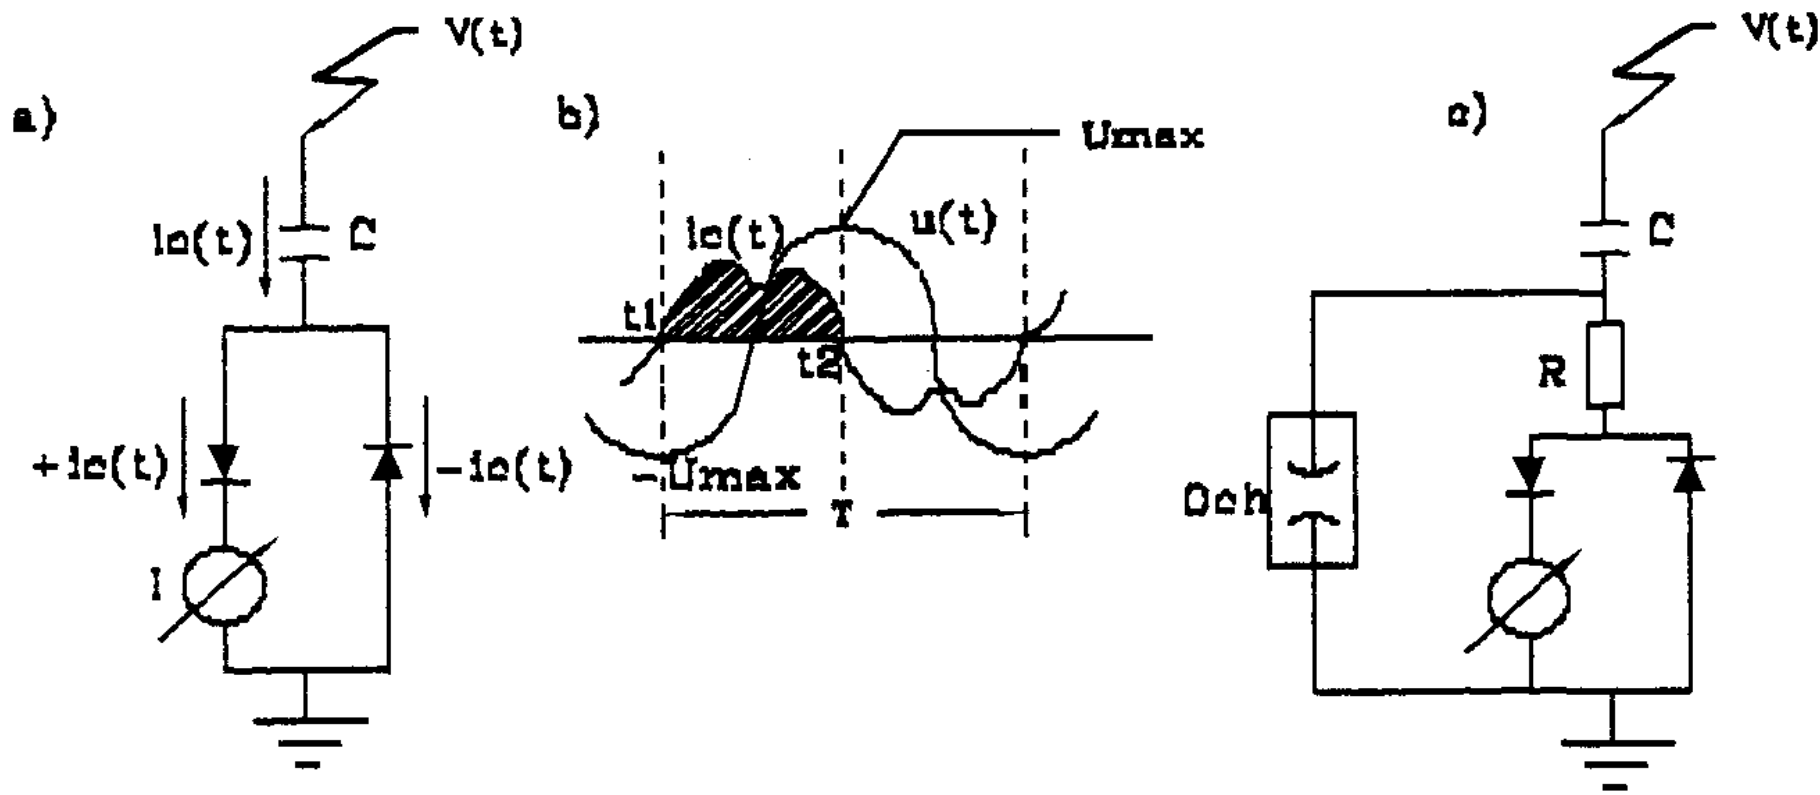 a)
V(t)
Ic(t)
C
+ic(t)
-ic(t)
I
b)
Umax
Ic(t)
u(t)
t1
t2
-Umax
T
c)
V(t)
C
R
Och